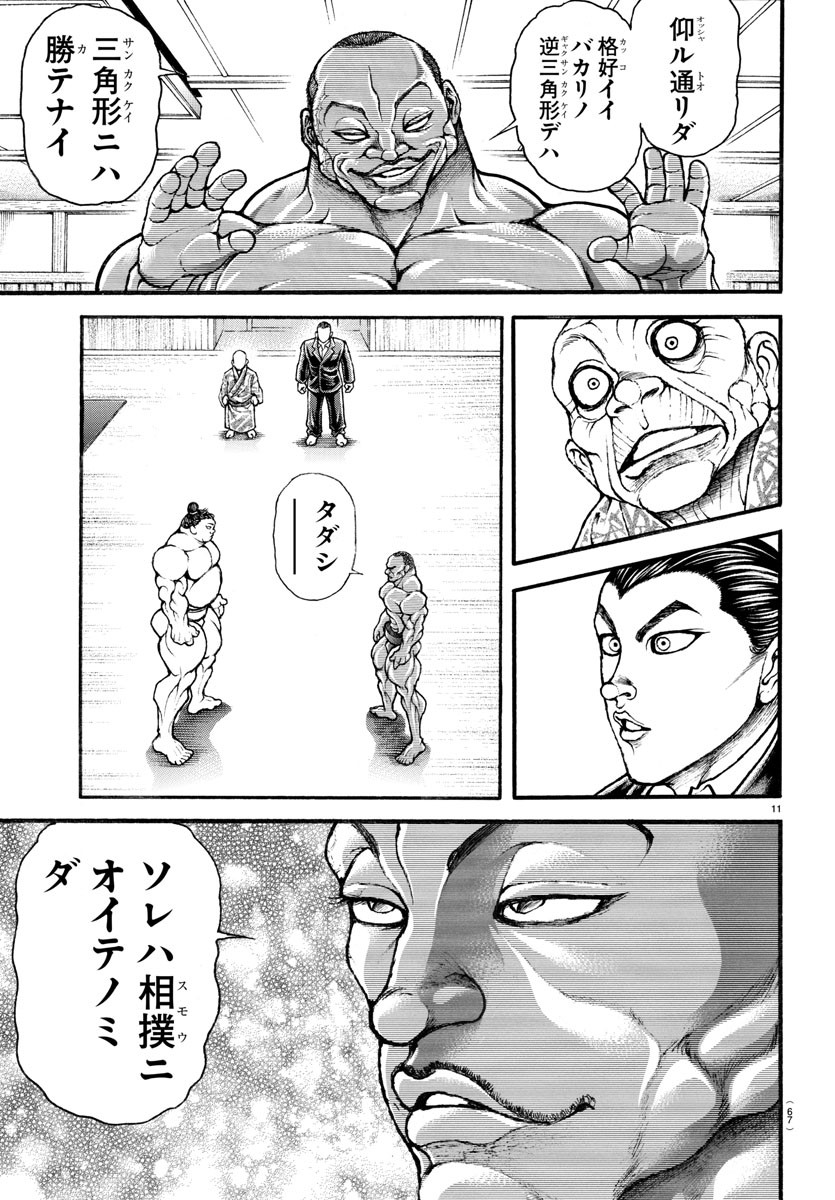 仰ル通リダ
格好イイ
バカリノ
逆三角形デハ
三角形ニハ
勝テナイ
タダシ
──
ソレハ相撲ニ
オイテノミ
ダ
11
(67)